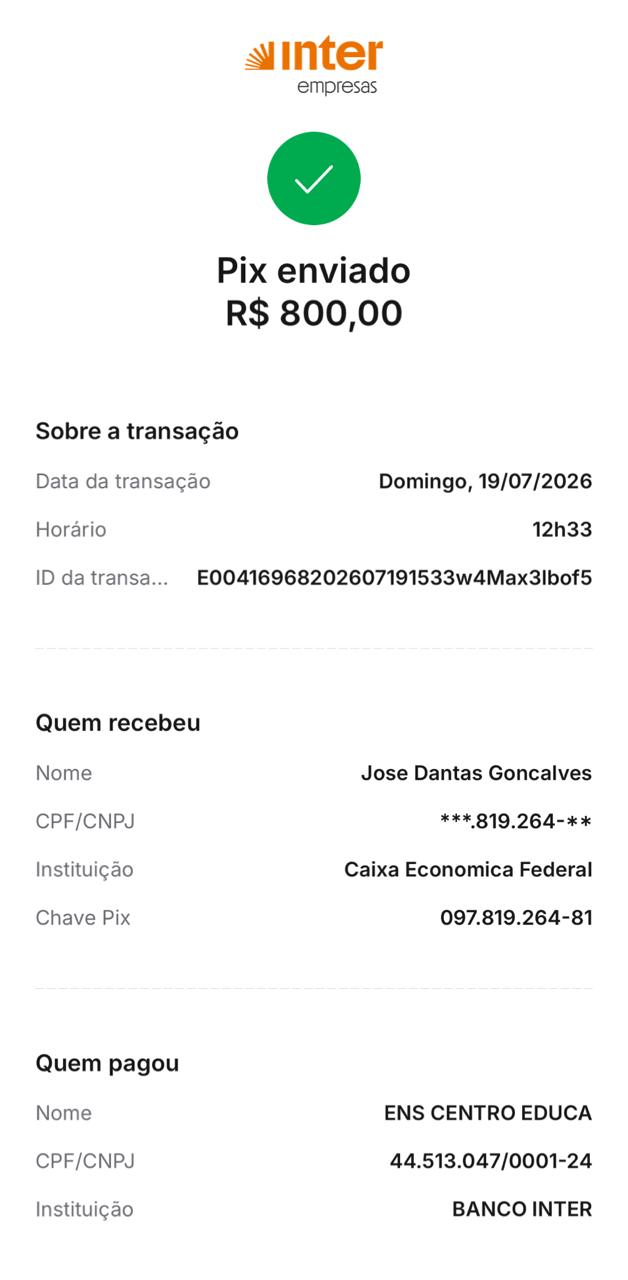 inter
empresas
Pix enviado
R$ 800,00
Sobre a transação
Data da transação Domingo, 19/07/2026
Horário 12h33
ID da transa... E00416968202607191533w4Max3lbof5
Quem recebeu
Nome Jose Dantas Goncalves
CPF/CNPJ ***.819.264-**
Instituição Caixa Economica Federal
Chave Pix 097.819.264-81
Quem pagou
Nome ENS CENTRO EDUCA
CPF/CNPJ 44.513.047/0001-24
Instituição BANCO INTER